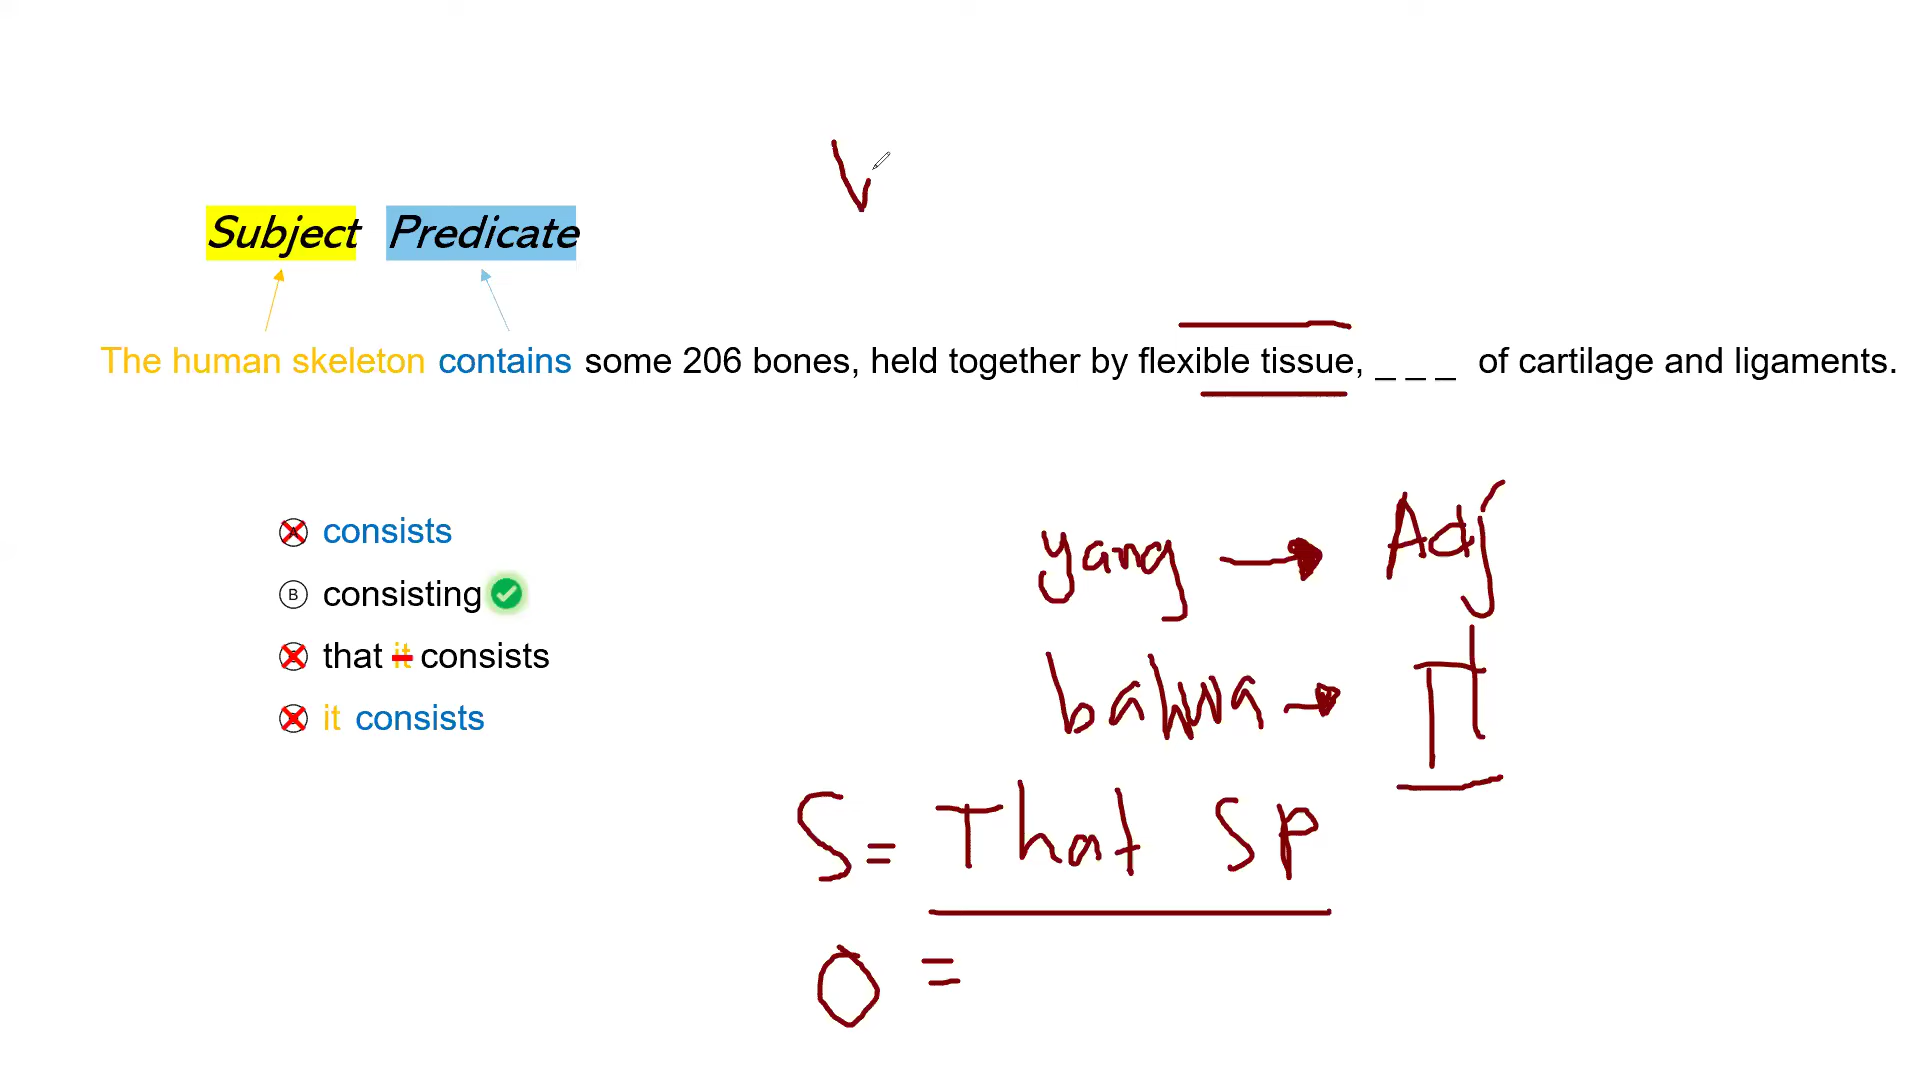 V
Subject Predicate
The human skeleton contains some 206 bones, held together by flexible tissue, _ _ _ of cartilage and ligaments.
consists
B consisting
that it consists
it consists
yang → Adj
bahwa →
S = That SP
O =